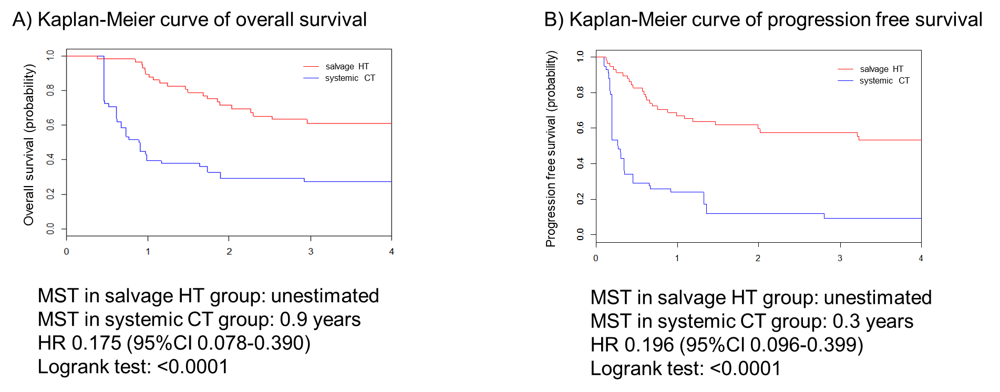 A) Kaplan-Meier curve of overall survival
Overall survival (probability)
1.0
0.8
0.6
0.4
0.2
0.0
salvage HT
systemic CT
0 1 2 3 4
MST in salvage HT group: unestimated
MST in systemic CT group: 0.9 years
HR 0.175 (95%CI 0.078-0.390)
Logrank test: <0.0001
B) Kaplan-Meier curve of progression free survival
Progression free survival (probability)
1.0
0.8
0.6
0.4
0.2
0.0
salvage HT
systemic CT
0 1 2 3 4
MST in salvage HT group: unestimated
MST in systemic CT group: 0.3 years
HR 0.196 (95%CI 0.096-0.399)
Logrank test: <0.0001